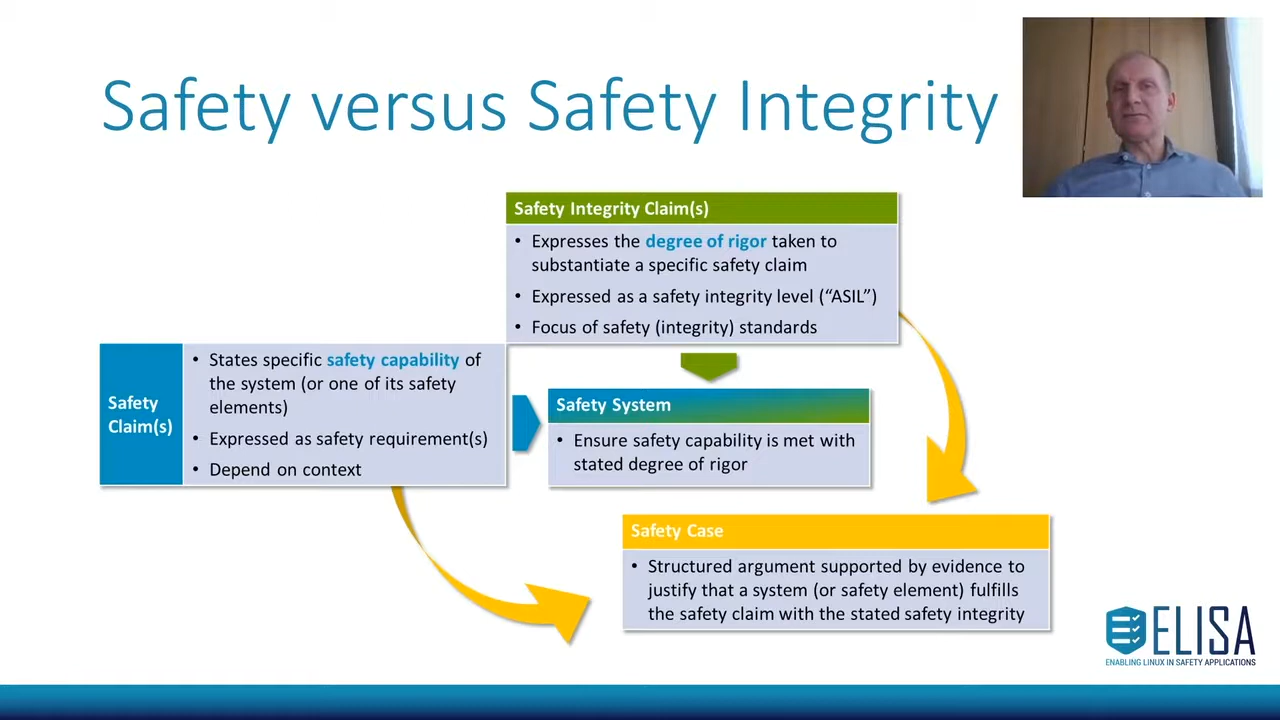 Safety versus Safety Integrity
Safety Integrity Claim(s)
• Expresses the degree of rigor taken to
substantiate a specific safety claim
• Expressed as a safety integrity level (“ASIL”)
• Focus of safety (integrity) standards
Safety
Claim(s)
• States specific safety capability of
the system (or one of its safety
elements)
• Expressed as safety requirement(s)
• Depend on context
Safety System
• Ensure safety capability is met with
stated degree of rigor
Safety Case
• Structured argument supported by evidence to
justify that a system (or safety element) fulfills
the safety claim with the stated safety integrity
ELISA
ENABLING LINUX IN SAFETY APPLICATIONS